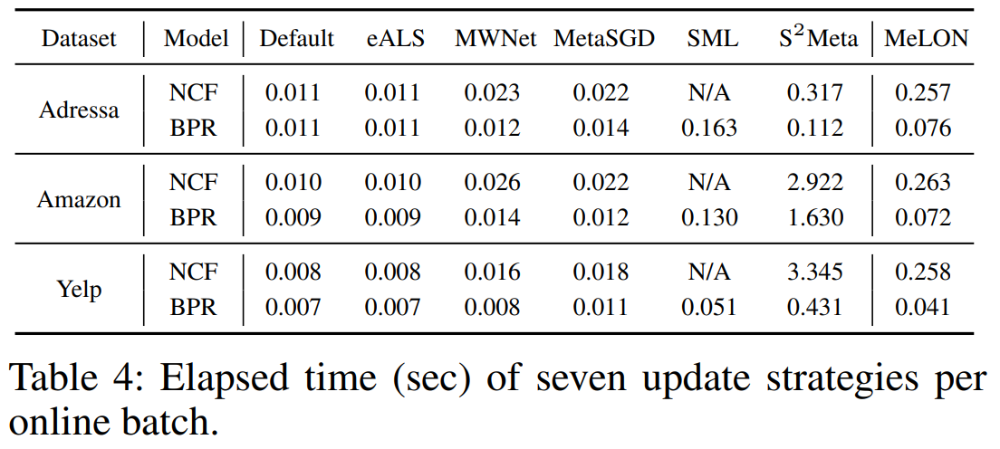 Dataset Model Default eALS MWNet MetaSGD SML S²Meta MeLON
Adressa NCF 0.011 0.011 0.023 0.022 N/A 0.317 0.257
BPR 0.011 0.011 0.012 0.014 0.163 0.112 0.076
Amazon NCF 0.010 0.010 0.026 0.022 N/A 2.922 0.263
BPR 0.009 0.009 0.014 0.012 0.130 1.630 0.072
Yelp NCF 0.008 0.008 0.016 0.018 N/A 3.345 0.258
BPR 0.007 0.007 0.008 0.011 0.051 0.431 0.041
Table 4: Elapsed time (sec) of seven update strategies per
online batch.